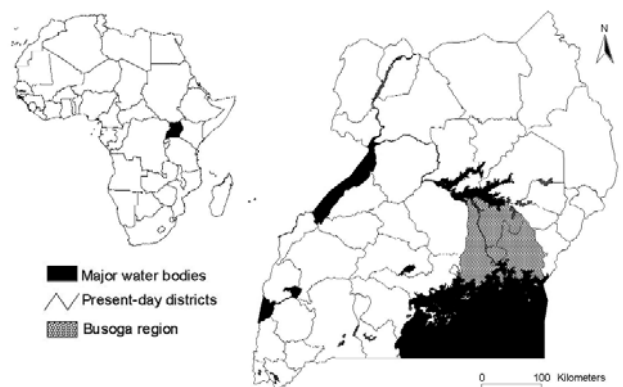 N
Major water bodies
Present-day districts
Busoga region
0 100 Kilometers